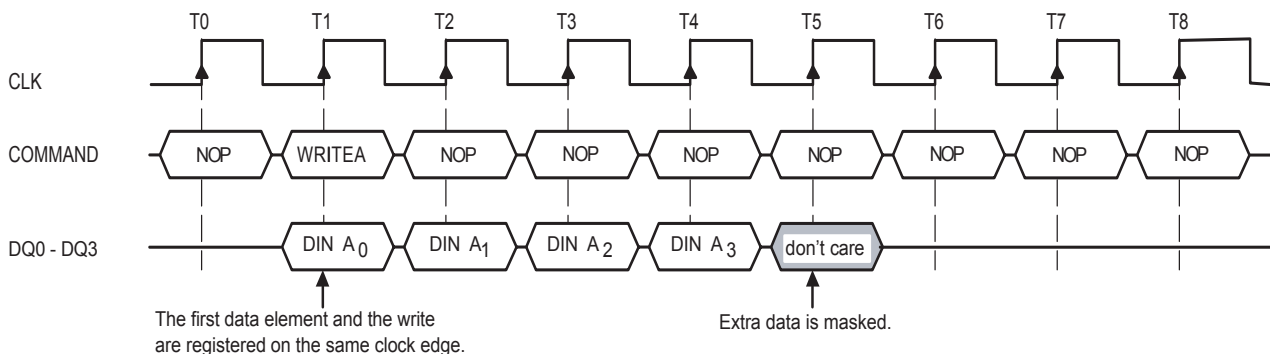 T0 T1 T2 T3 T4 T5 T6 T7 T8
CLK
COMMAND NOP WRITEA NOP NOP NOP NOP NOP NOP NOP
DQ0 - DQ3 DIN A0 DIN A1 DIN A2 DIN A3 don't care
The first data element and the write
are registered on the same clock edge.
Extra data is masked.